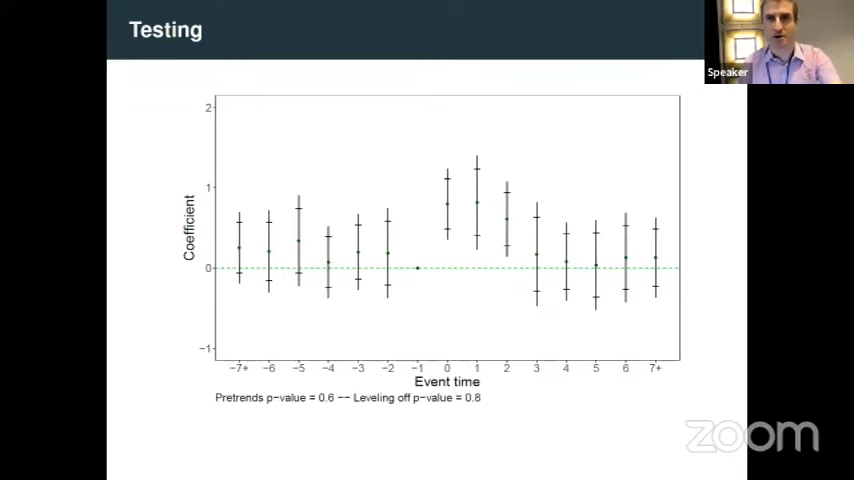 Testing
Speaker
2
1
0
−1
Coefficient
−7+ −6 −5 −4 −3 −2 −1 0 1 2 3 4 5 6 7+
Event time
Pretrends p−value = 0.6 −− Leveling off p−value = 0.8
zoom